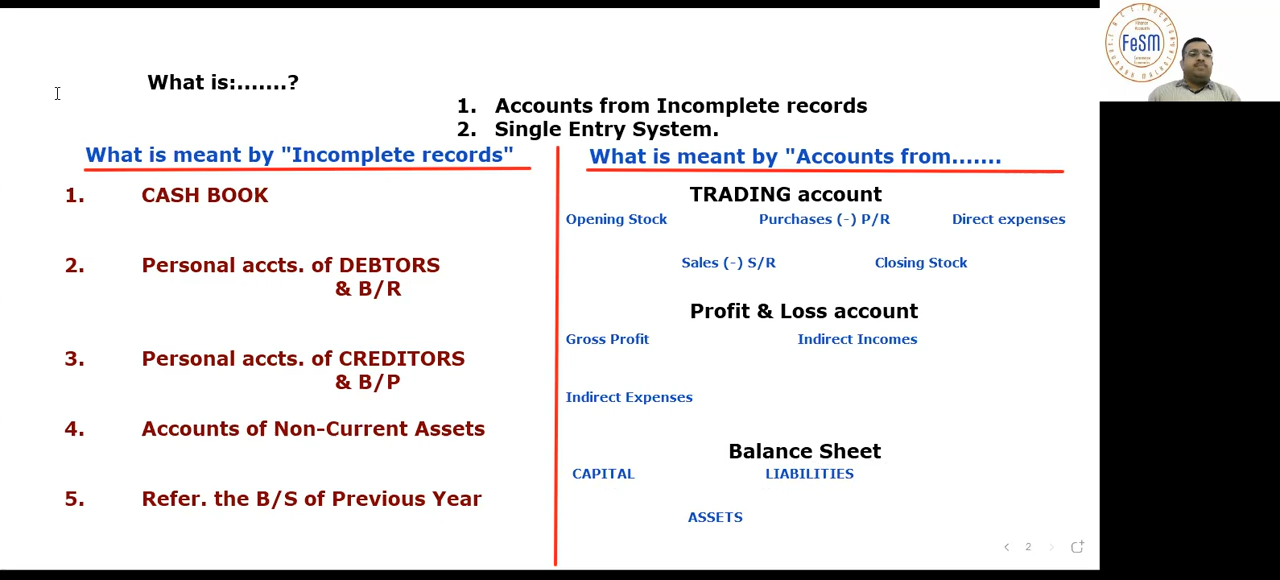 What is:.......?
1. Accounts from Incomplete records
2. Single Entry System.
What is meant by "Incomplete records"
1. CASH BOOK
2. Personal accts. of DEBTORS
& B/R
3. Personal accts. of CREDITORS
& B/P
4. Accounts of Non-Current Assets
5. Refer. the B/S of Previous Year
What is meant by "Accounts from.......
TRADING account
Opening Stock Purchases (-) P/R Direct expenses
Sales (-) S/R Closing Stock
Profit & Loss account
Gross Profit Indirect Incomes
Indirect Expenses
Balance Sheet
CAPITAL LIABILITIES
ASSETS
2
FeSM